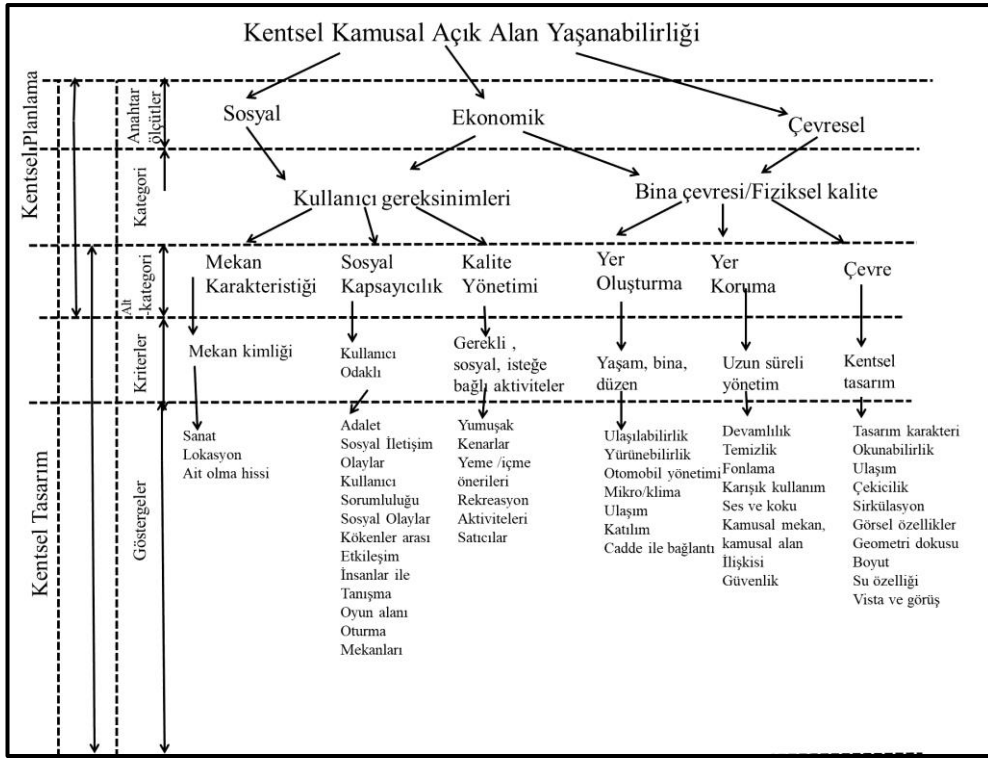 Kentsel Kamusal Açık Alan Yaşanabilirliği
Kentsel Planlama
Anahtar
ölçütler
Sosyal
Ekonomik
Çevresel
Kategori
Kullanıcı gereksinimleri
Bina çevresi/Fiziksel kalite
Kentsel Tasarım
Alt
-kategori
Mekan
Karakteristiği
Sosyal
Kapsayıcılık
Kalite
Yönetimi
Yer
Oluşturma
Yer
Koruma
Çevre
Kriterler
Mekan kimliği
Kullanıcı
Odaklı
Gerekli ,
sosyal, isteğe
bağlı aktiviteler
Yaşam, bina,
düzen
Uzun süreli
yönetim
Kentsel
tasarım
Göstergeler
Sanat
Lokasyon
Ait olma hissi
Adalet
Sosyal İletişim
Olaylar
Kullanıcı
Sorumluluğu
Sosyal Olaylar
Kökenler arası
Etkileşim
İnsanlar ile
Tanışma
Oyun alanı
Oturma
Mekanları
Yumuşak
Kenarlar
Yeme /içme
önerileri
Rekreasyon
Aktiviteleri
Satıcılar
Ulaşılabilirlik
Yürünebilirlik
Otomobil yönetimi
Mikro/klima
Ulaşım
Katılım
Cadde ile bağlantı
Devamlılık
Temizlik
Fonlama
Karışık kullanım
Ses ve koku
Kamusal mekan,
kamusal alan
İlişkisi
Güvenlik
Tasarım karakteri
Okunabilirlik
Ulaşım
Çekicilik
Sirkülasyon
Görsel özellikler
Geometri dokusu
Boyut
Su özelliği
Vista ve görüş